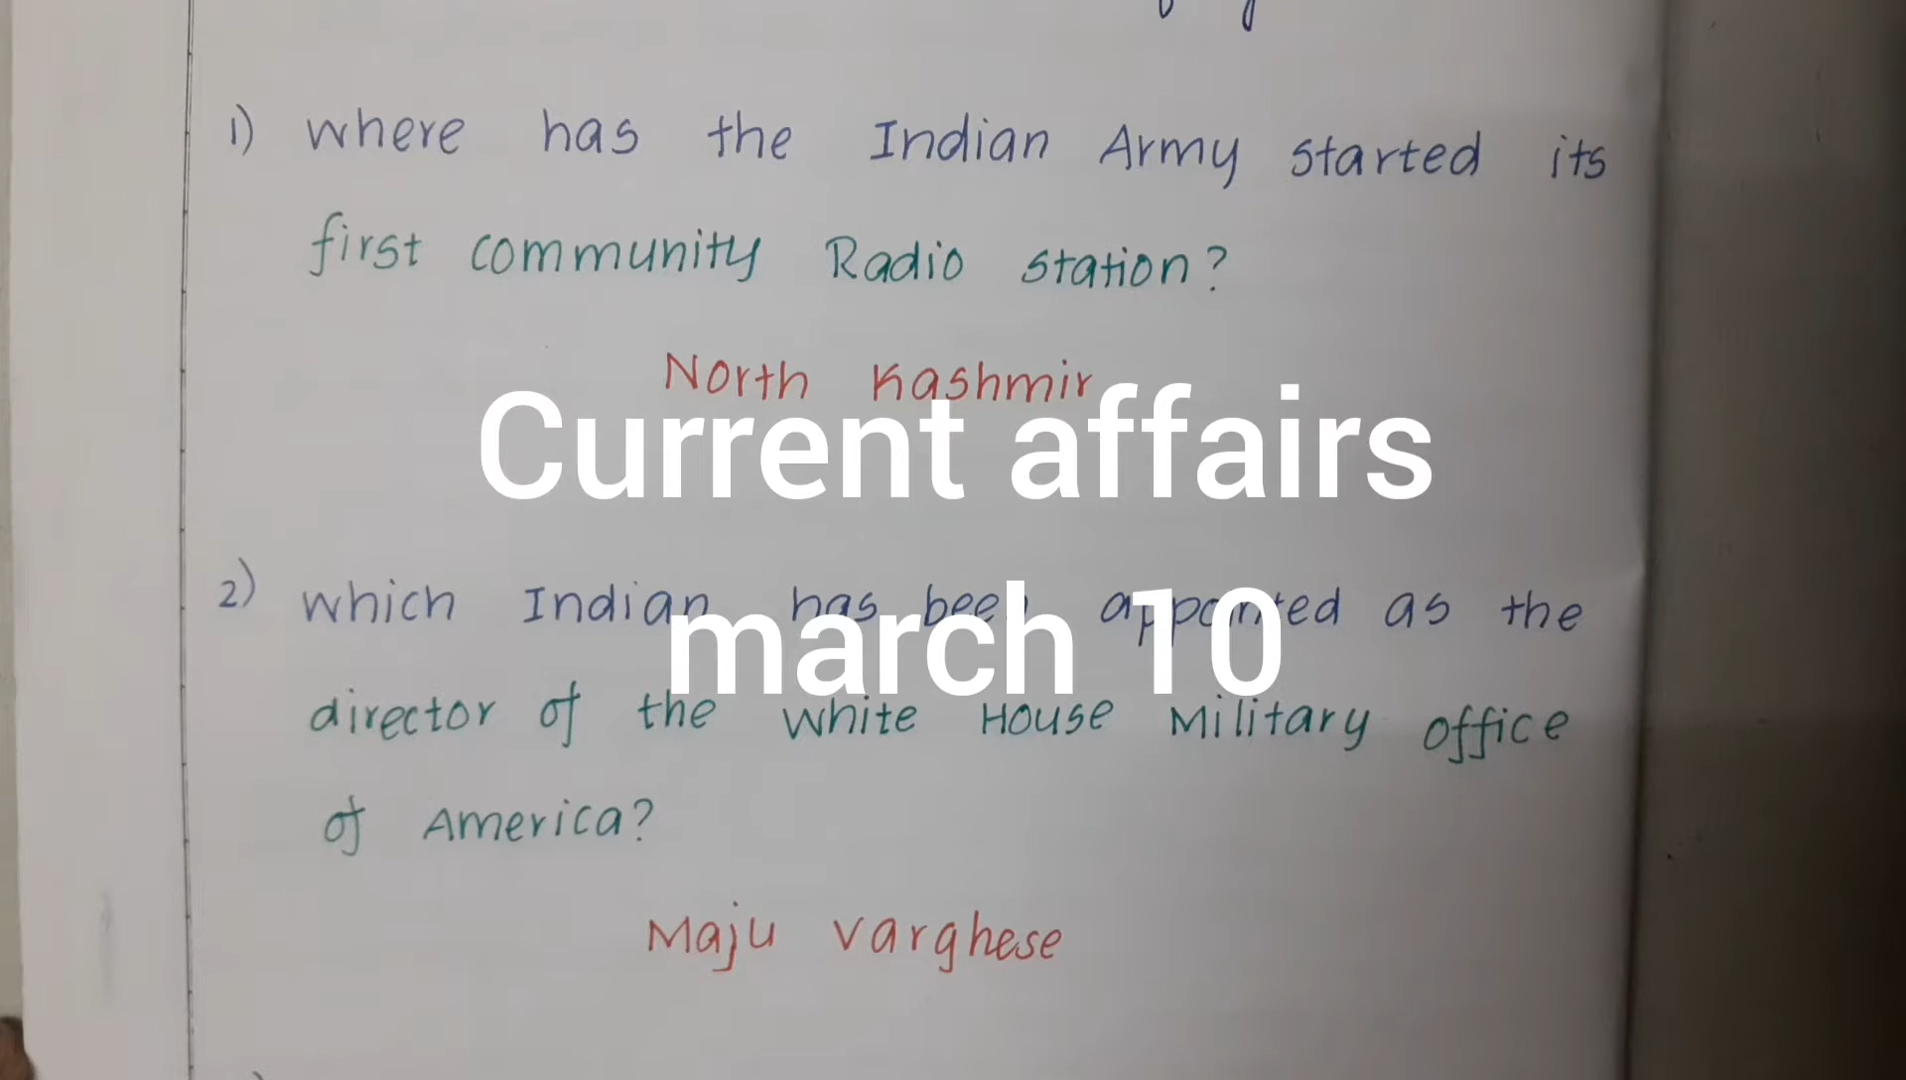 1) where has the Indian Army started its
first community Radio station?
North Kashmir
Current affairs
2) which Indian has been appointed as the
march 10
director of the white House Military office
of America?
Maju varghese